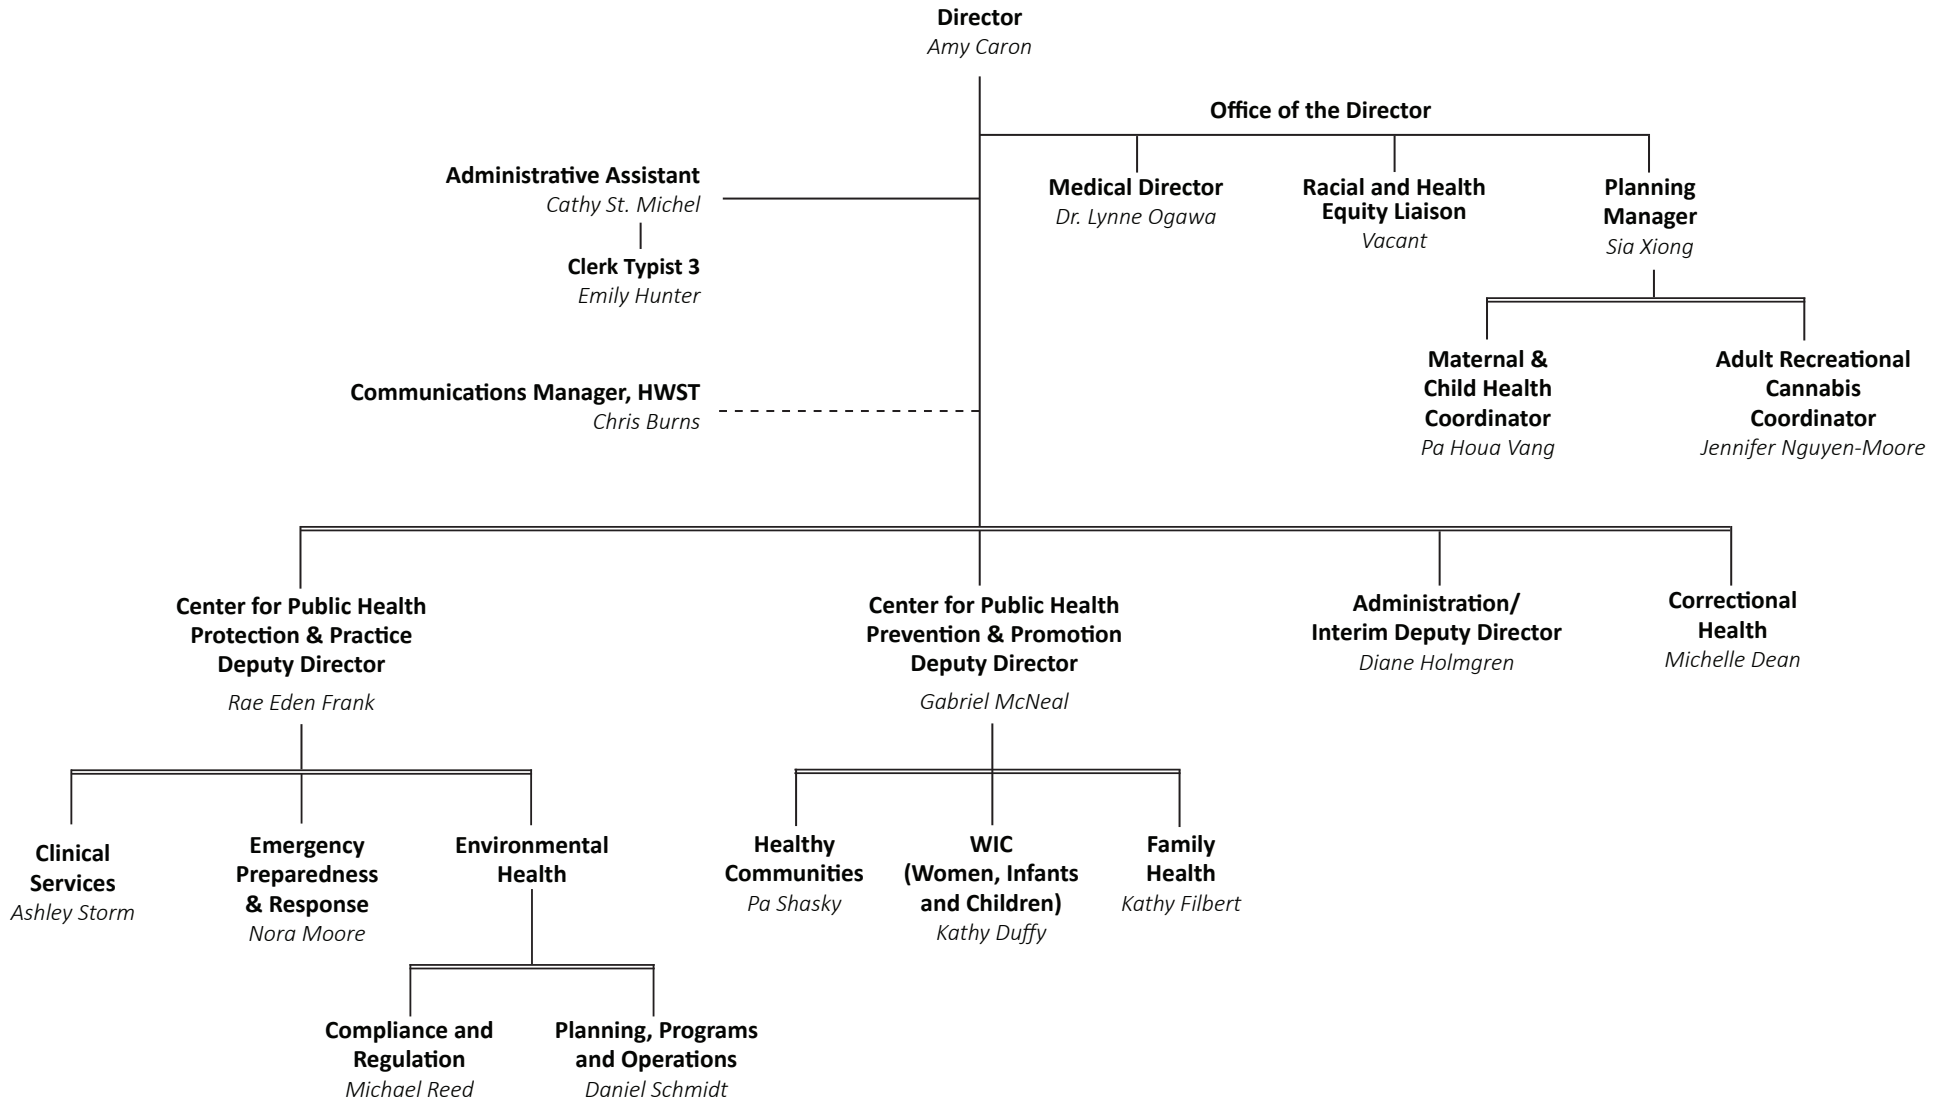 Director
Amy Caron
Office of the Director
Administrative Assistant
Cathy St. Michel
Clerk Typist 3
Emily Hunter
Medical Director
Dr. Lynne Ogawa
Racial and Health
Equity Liaison
Vacant
Planning
Manager
Sia Xiong
Maternal &
Child Health
Coordinator
Pa Houa Vang
Adult Recreational
Cannabis
Coordinator
Jennifer Nguyen-Moore
Communications Manager, HWST
Chris Burns
Center for Public Health
Protection & Practice
Deputy Director
Rae Eden Frank
Center for Public Health
Prevention & Promotion
Deputy Director
Gabriel McNeal
Administration/
Interim Deputy Director
Diane Holmgren
Correctional
Health
Michelle Dean
Clinical
Services
Ashley Storm
Emergency
Preparedness
& Response
Nora Moore
Environmental
Health
Healthy
Communities
Pa Shasky
WIC
(Women, Infants
and Children)
Kathy Duffy
Family
Health
Kathy Filbert
Compliance and
Regulation
Michael Reed
Planning, Programs
and Operations
Daniel Schmidt